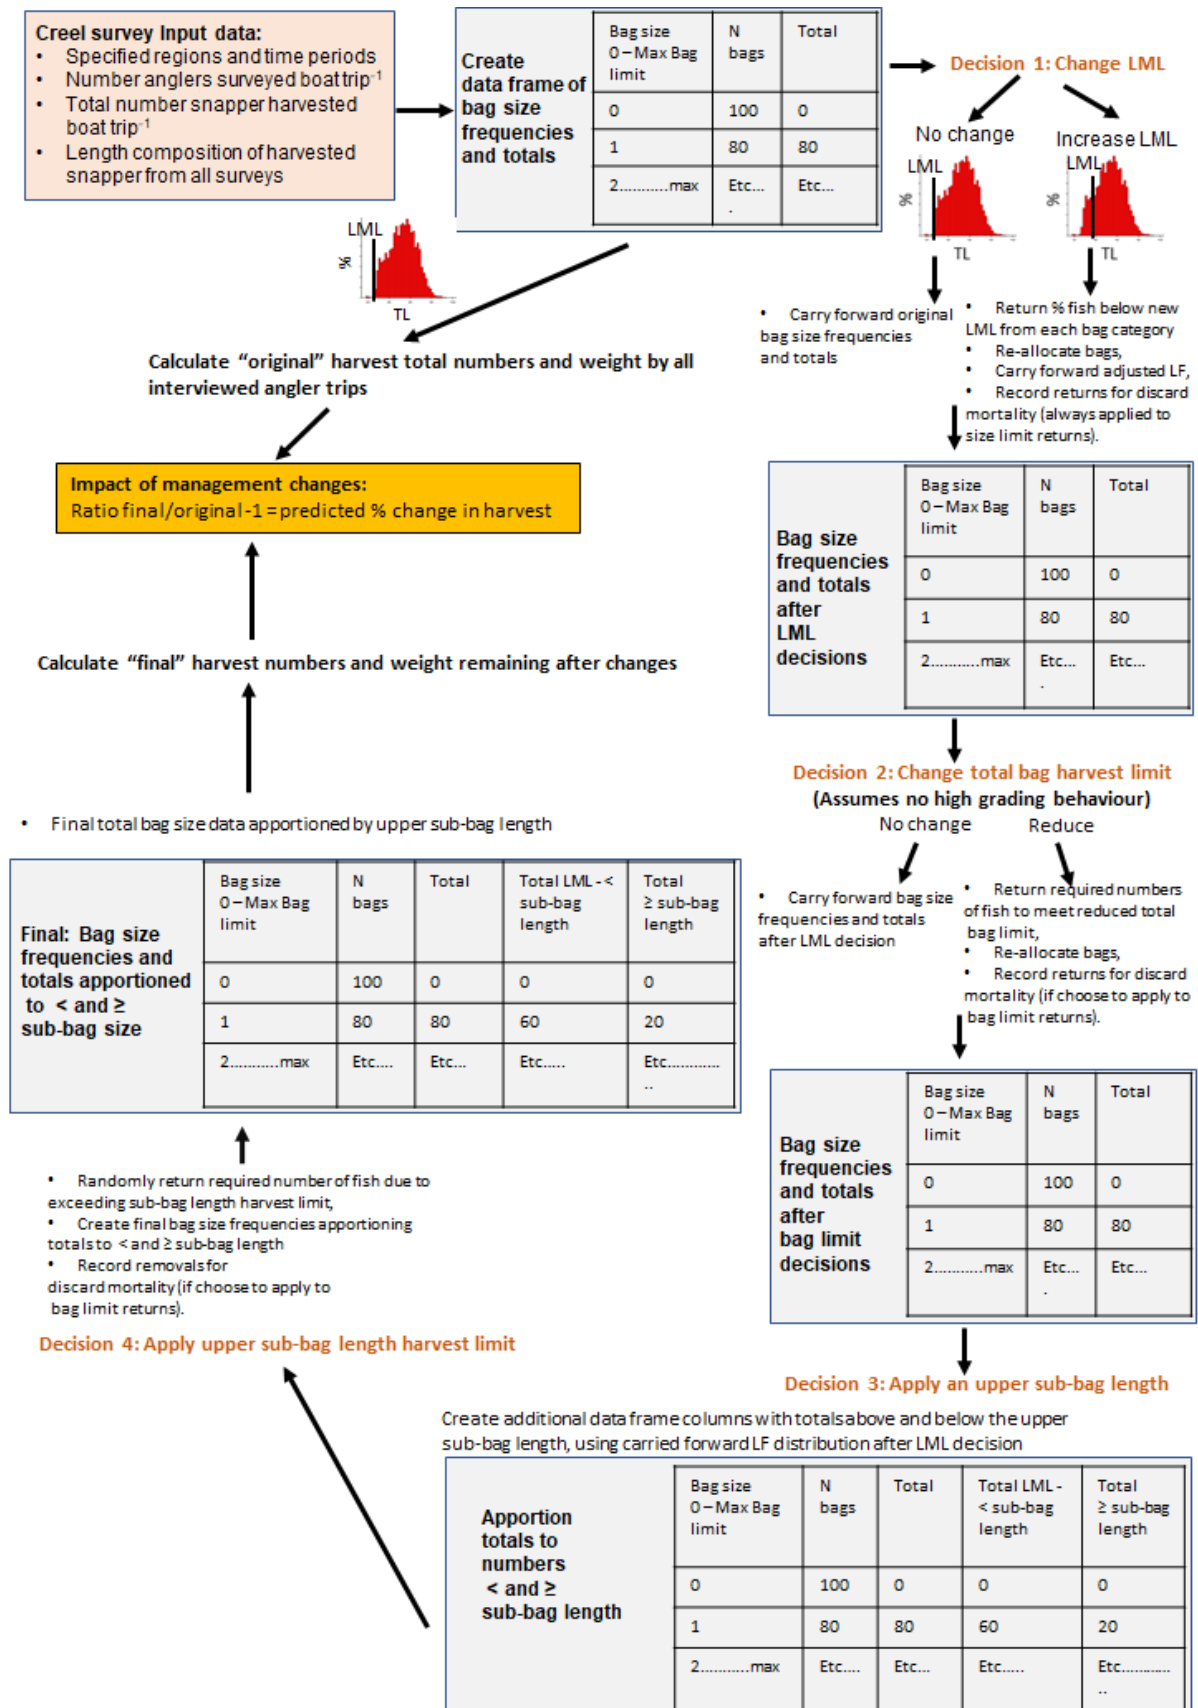 Creel survey Input data:
• Specified regions and time periods
• Number anglers surveyed boat trip-1
• Total number snapper harvested
boat trip-1
• Length composition of harvested
snapper from all surveys
Create
data frame of
bag size
frequencies
and totals
Bag size
0 – Max Bag
limit
N
bags
Total
0
100
0
1
80
80
2...........max
Etc...
.
Etc...
Decision 1: Change LML
No change
Increase LML
LML
%
TL
LML
%
TL
LML
%
TL
• Carry forward original
bag size frequencies
and totals
• Return % fish below new
LML from each bag category
• Re-allocate bags,
• Carry forward adjusted LF,
• Record returns for discard
mortality (always applied to
size limit returns).
Calculate “original” harvest total numbers and weight by all
interviewed angler trips
Impact of management changes:
Ratio final/original -1 = predicted % change in harvest
Calculate “final” harvest numbers and weight remaining after changes
Bag size
frequencies
and totals
after
LML
decisions
Bag size
0 – Max Bag
limit
N
bags
Total
0
100
0
1
80
80
2...........max
Etc...
.
Etc...
Decision 2: Change total bag harvest limit
(Assumes no high grading behaviour)
No change
Reduce
• Carry forward bag size
frequencies and totals
after LML decision
• Return required numbers
of fish to meet reduced total
bag limit,
• Re-allocate bags,
• Record returns for discard
mortality (if choose to apply to
bag limit returns).
Bag size
frequencies
and totals
after
bag limit
decisions
Bag size
0 – Max Bag
limit
N
bags
Total
0
100
0
1
80
80
2...........max
Etc...
.
Etc...
Decision 3: Apply an upper sub-bag length
Create additional data frame columns with totals above and below the upper
sub-bag length, using carried forward LF distribution after LML decision
Apportion
totals to
numbers
< and ≥
sub-bag length
Bag size
0 – Max Bag
limit
N
bags
Total
Total LML -
< sub-bag
length
Total
≥ sub-bag
length
0
100
0
0
0
1
80
80
60
20
2...........max
Etc....
Etc...
Etc.....
Etc............
..
Decision 4: Apply upper sub-bag length harvest limit
• Randomly return required number of fish due to
exceeding sub-bag length harvest limit,
• Create final bag size frequencies apportioning
totals to < and ≥ sub-bag length
• Record removals for
discard mortality (if choose to apply to
bag limit returns).
• Final total bag size data apportioned by upper sub-bag length
Final: Bag size
frequencies and
totals apportioned
to < and ≥
sub-bag size
Bag size
0 – Max Bag
limit
N
bags
Total
Total LML - <
sub-bag
length
Total
≥ sub-bag
length
0
100
0
0
0
1
80
80
60
20
2...........max
Etc....
Etc...
Etc.....
Etc............
..